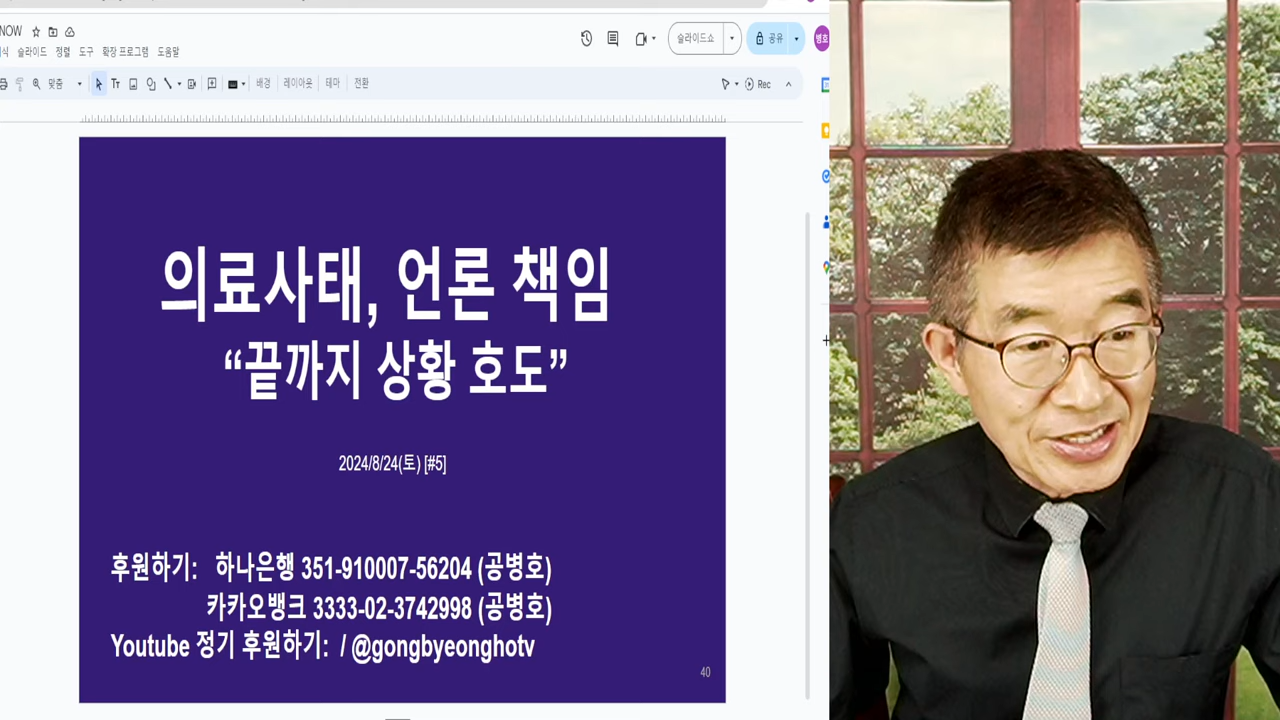 NOW
슬라이드 정렬 도구 확장 프로그램 도움말
슬라이드쇼
공유
병호
맞춤
배경 레이아웃 테마 전환
Rec
의료사태, 언론 책임
“끝까지 상황 호도”
2024/8/24(토) [#5]
후원하기: 하나은행 351-910007-56204 (공병호)
카카오뱅크 3333-02-3742998 (공병호)
Youtube 정기 후원하기: / @gongbyeonghotv
40